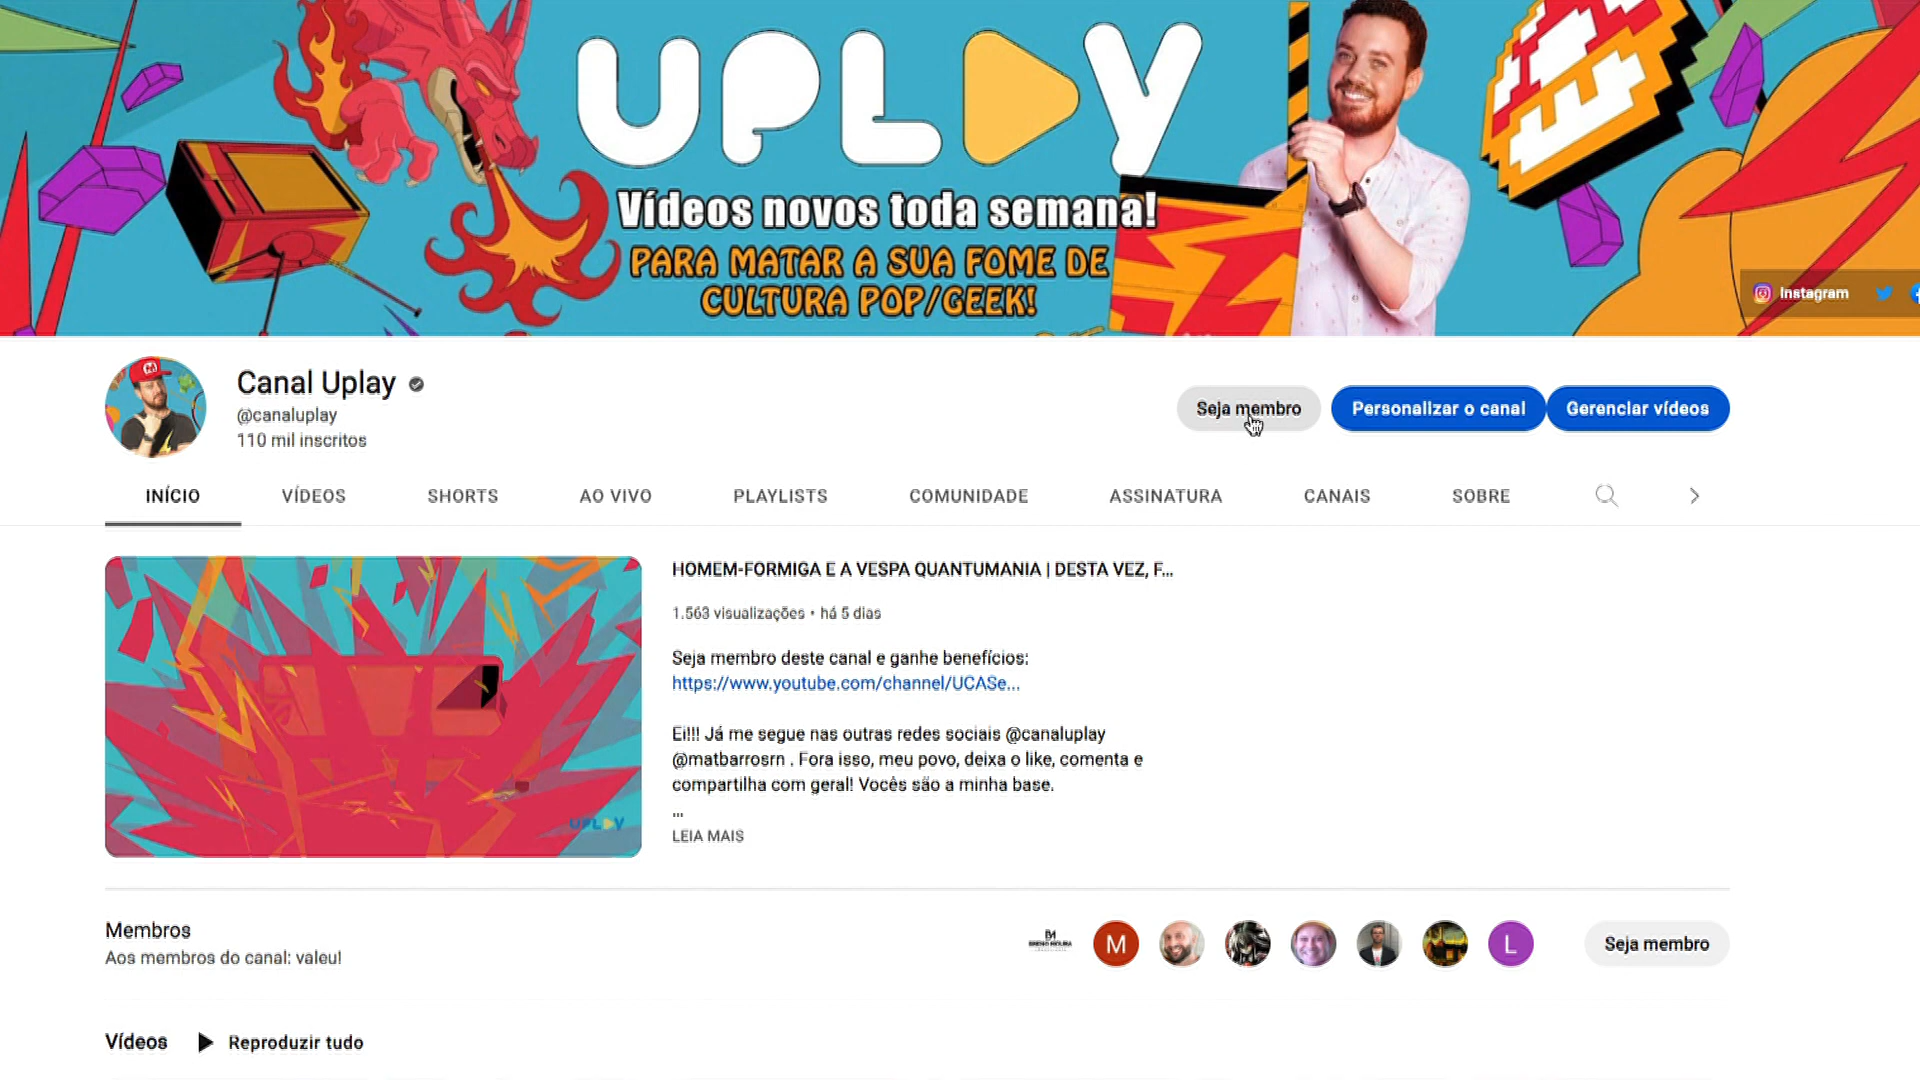 UPLAY
Vídeos novos toda semana!
PARA MATAR A SUA FOME DE
CULTURA POP/GEEK!
Instagram
Canal Uplay
@canaluplay
110 mil inscritos
Seja membro
Personalizar o canal
Gerenciar vídeos
INÍCIO
VÍDEOS
SHORTS
AO VIVO
PLAYLISTS
COMUNIDADE
ASSINATURA
CANAIS
SOBRE
HOMEM-FORMIGA E A VESPA QUANTUMANIA | DESTA VEZ, F...
1.563 visualizações • há 5 dias
Seja membro deste canal e ganhe benefícios:
https://www.youtube.com/channel/UCASe...
Ei!!! Já me segue nas outras redes sociais @canaluplay
@matbarrosrn . Fora isso, meu povo, deixa o like, comenta e
compartilha com geral! Vocês são a minha base.
...
LEIA MAIS
UPLAY
Membros
Aos membros do canal: valeu!
M
L
Seja membro
Vídeos
Reproduzir tudo